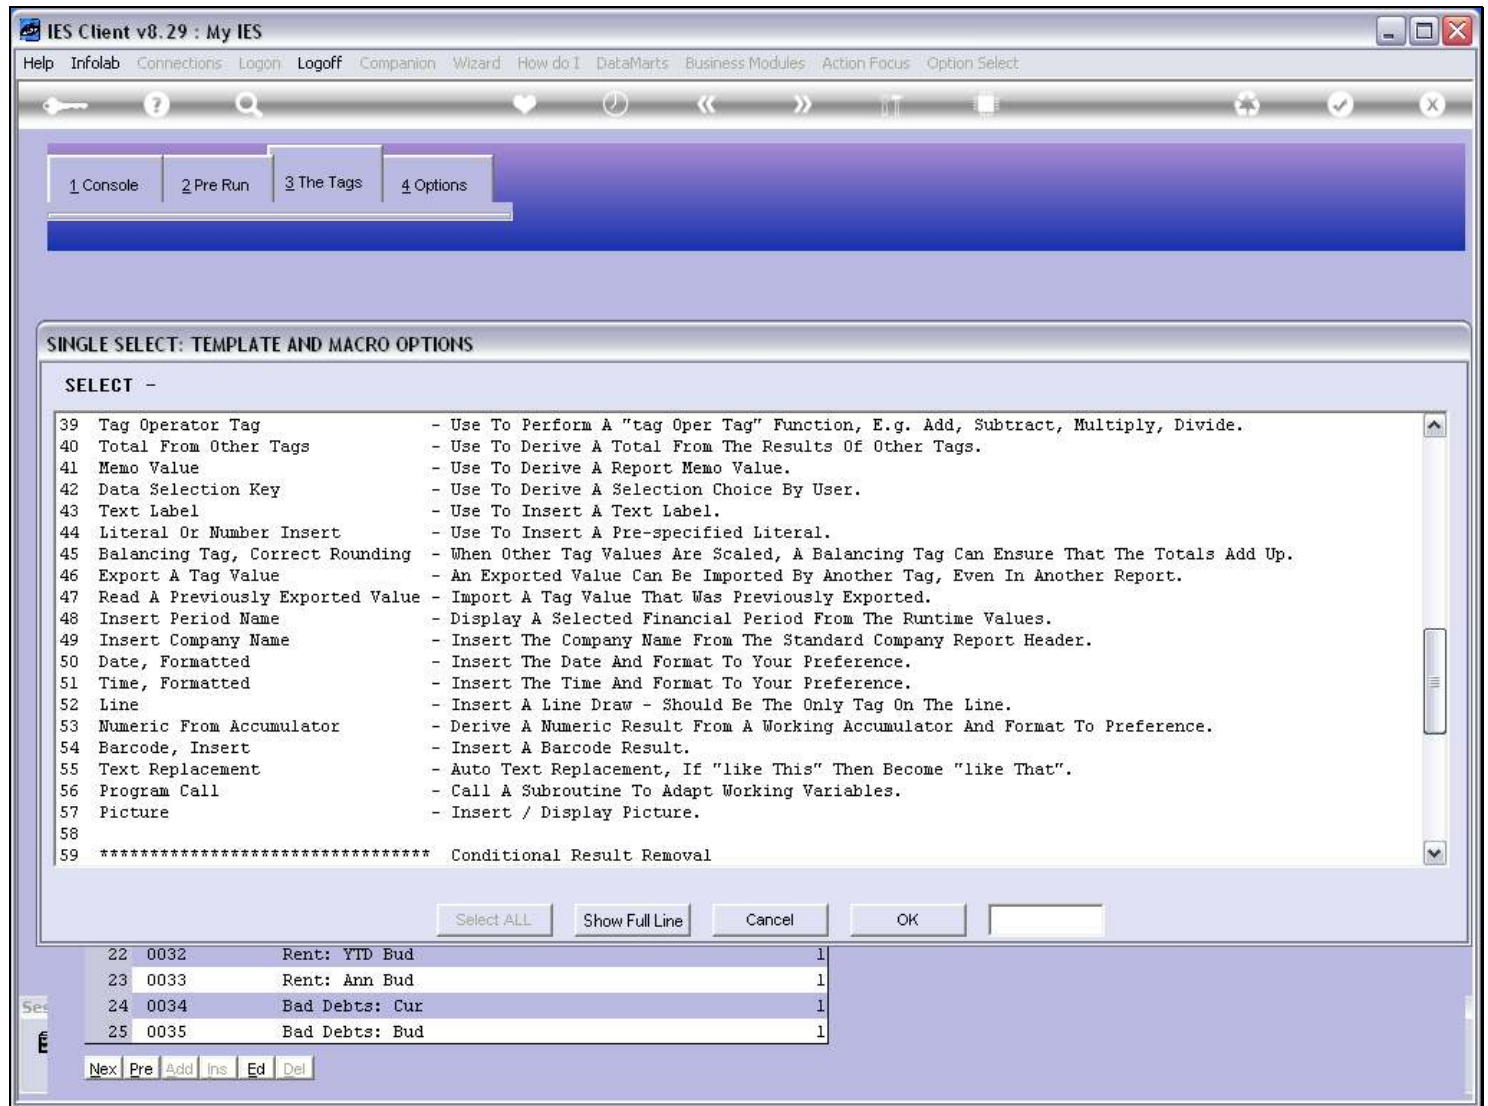 IES Client v8.29 : My IES
Help Infolab Connections Logon Logoff Companion Wizard How do I DataMarts Business Modules Action Focus Option Select
1 Console 2 Pre Run 3 The Tags 4 Options
SINGLE SELECT: TEMPLATE AND MACRO OPTIONS
SELECT -
39 Tag Operator Tag - Use To Perform A "tag Oper Tag" Function, E.g. Add, Subtract, Multiply, Divide.
40 Total From Other Tags - Use To Derive A Total From The Results Of Other Tags.
41 Memo Value - Use To Derive A Report Memo Value.
42 Data Selection Key - Use To Derive A Selection Choice By User.
43 Text Label - Use To Insert A Text Label.
44 Literal Or Number Insert - Use To Insert A Pre-specified Literal.
45 Balancing Tag, Correct Rounding - When Other Tag Values Are Scaled, A Balancing Tag Can Ensure That The Totals Add Up.
46 Export A Tag Value - An Exported Value Can Be Imported By Another Tag, Even In Another Report.
47 Read A Previously Exported Value - Import A Tag Value That Was Previously Exported.
48 Insert Period Name - Display A Selected Financial Period From The Runtime Values.
49 Insert Company Name - Insert The Company Name From The Standard Company Report Header.
50 Date, Formatted - Insert The Date And Format To Your Preference.
51 Time, Formatted - Insert The Time And Format To Your Preference.
52 Line - Insert A Line Draw - Should Be The Only Tag On The Line.
53 Numeric From Accumulator - Derive A Numeric Result From A Working Accumulator And Format To Preference.
54 Barcode, Insert - Insert A Barcode Result.
55 Text Replacement - Auto Text Replacement, If "like This" Then Become "like That".
56 Program Call - Call A Subroutine To Adapt Working Variables.
57 Picture - Insert / Display Picture.
58
59 ********************************* Conditional Result Removal
Select ALL Show Full Line Cancel OK
22 0032 Rent: YTD Bud 1
23 0033 Rent: Ann Bud 1
24 0034 Bad Debts: Cur 1
25 0035 Bad Debts: Bud 1
Ses
Nex Pre Add Ins Ed Del